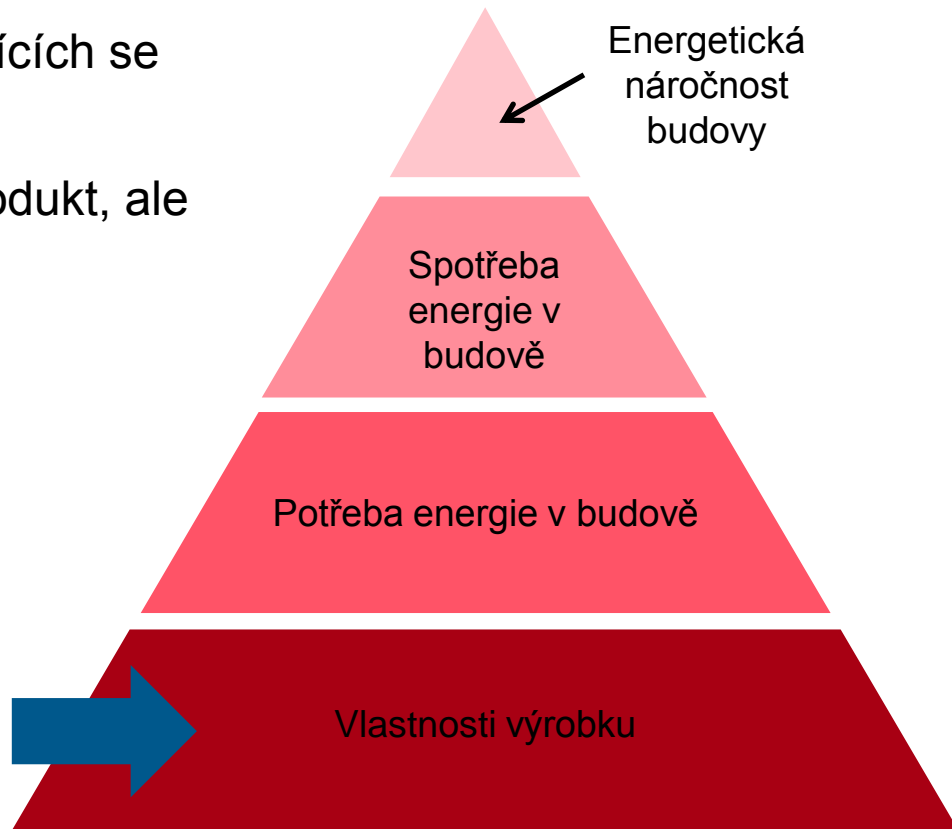 ících se
odukt, ale
Energetická
náročnost
budovy
Spotřeba
energie v
budově
Potřeba energie v budově
Vlastnosti výrobku